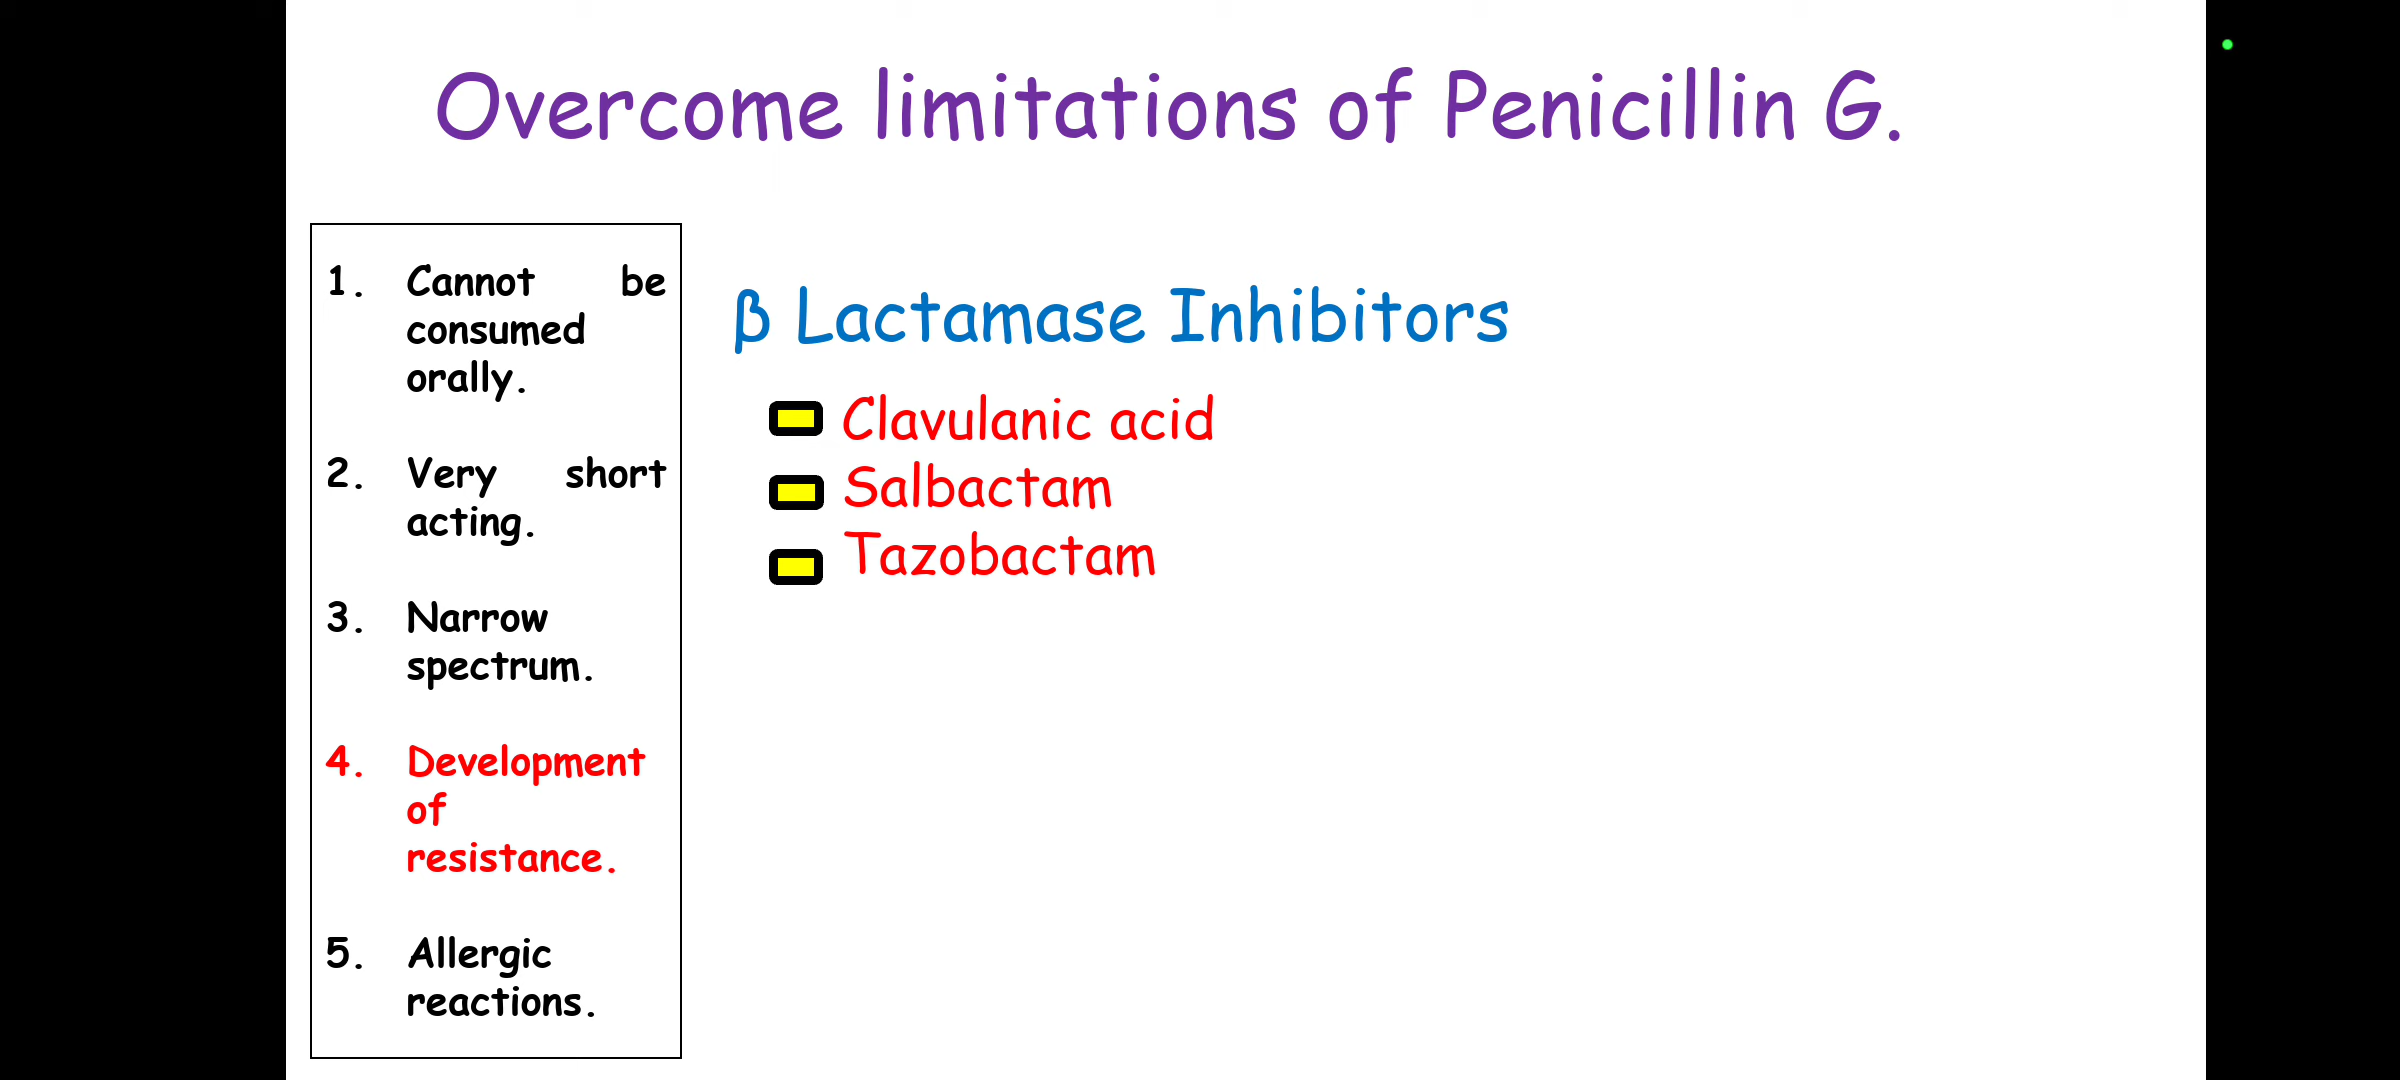 Overcome limitations of Penicillin G.
1. Cannot be
consumed
orally.
2. Very short
acting.
3. Narrow
spectrum.
4. Development
of
resistance.
5. Allergic
reactions.
β Lactamase Inhibitors
Clavulanic acid
Salbactam
Tazobactam